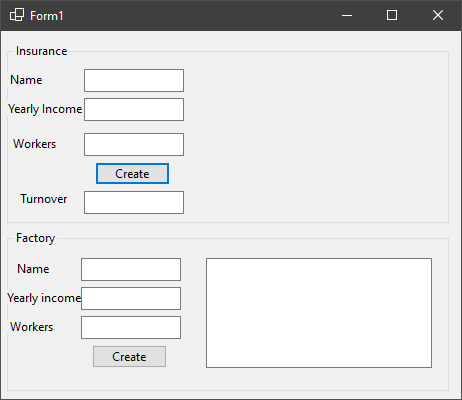 Form1
Insurance
Name
Yearly Income
Workers
Create
Turnover
Factory
Name
Yearly income
Workers
Create